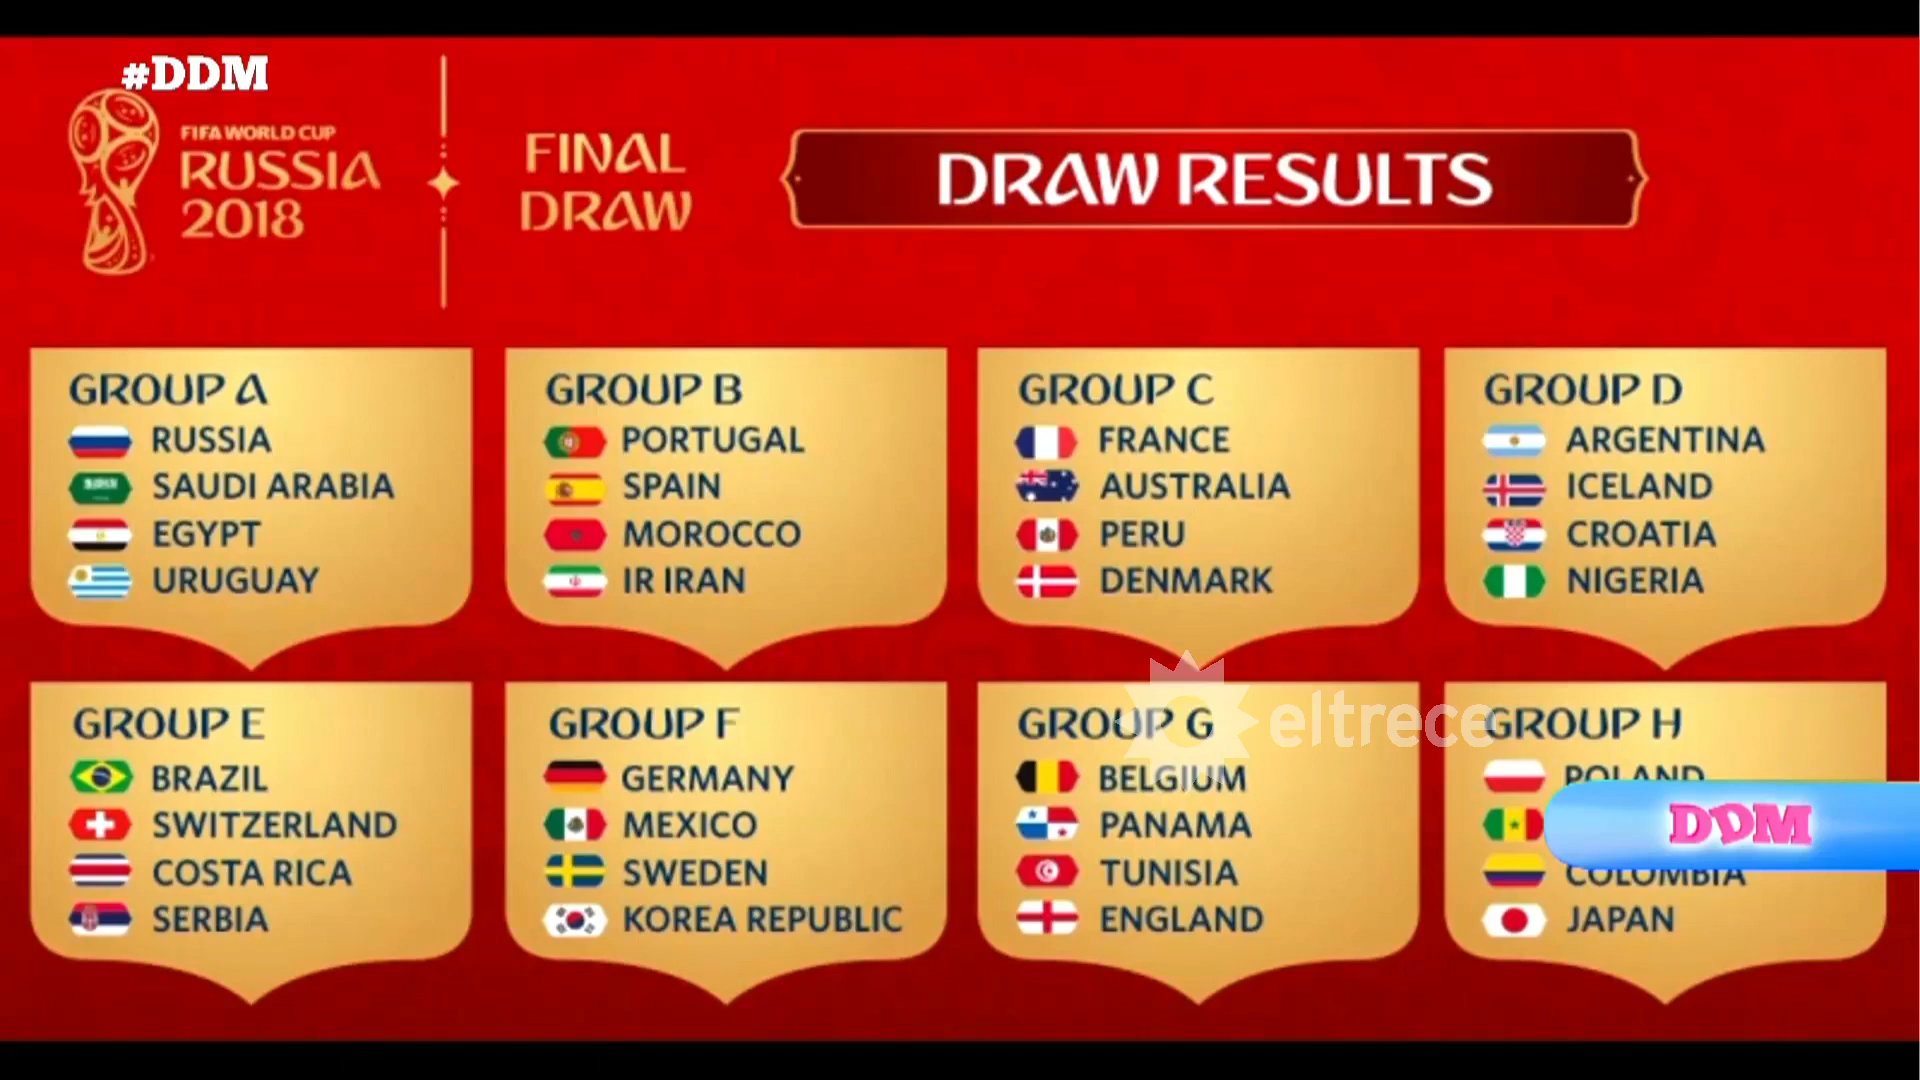 #DDM
FIFA WORLD CUP
RUSSIA
2018
FINAL
DRAW
DRAW RESULTS
GROUP A
RUSSIA
SAUDI ARABIA
EGYPT
URUGUAY
GROUP B
PORTUGAL
SPAIN
MOROCCO
IR IRAN
GROUP C
FRANCE
AUSTRALIA
PERU
DENMARK
GROUP D
ARGENTINA
ICELAND
CROATIA
NIGERIA
GROUP E
BRAZIL
SWITZERLAND
COSTA RICA
SERBIA
GROUP F
GERMANY
MEXICO
SWEDEN
KOREA REPUBLIC
GROUP G
BELGIUM
PANAMA
TUNISIA
ENGLAND
eltrece
GROUP H
POLAND
DDM
COLOMBIA
JAPAN